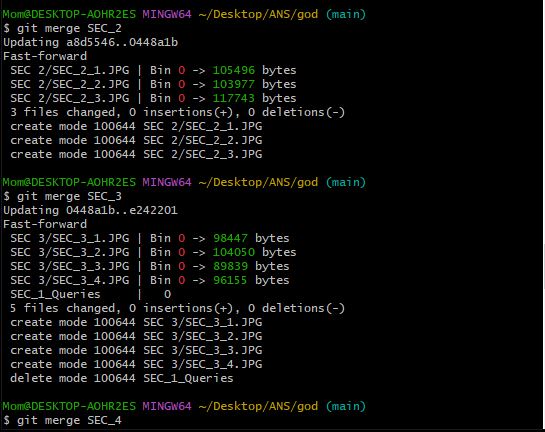 Mom@DESKTOP-AOHR2ES MINGW64 ~/Desktop/ANS/god (main)
$ git merge SEC_2
Updating a8d5546..0448a1b
Fast-forward
 SEC 2/SEC_2_1.JPG | Bin 0 -> 105496 bytes
 SEC 2/SEC_2_2.JPG | Bin 0 -> 103977 bytes
 SEC 2/SEC_2_3.JPG | Bin 0 -> 117743 bytes
 3 files changed, 0 insertions(+), 0 deletions(-)
 create mode 100644 SEC 2/SEC_2_1.JPG
 create mode 100644 SEC 2/SEC_2_2.JPG
 create mode 100644 SEC 2/SEC_2_3.JPG
Mom@DESKTOP-AOHR2ES MINGW64 ~/Desktop/ANS/god (main)
$ git merge SEC_3
Updating 0448a1b..e242201
Fast-forward
 SEC 3/SEC_3_1.JPG | Bin 0 -> 98447 bytes
 SEC 3/SEC_3_2.JPG | Bin 0 -> 104050 bytes
 SEC 3/SEC_3_3.JPG | Bin 0 -> 89839 bytes
 SEC 3/SEC_3_4.JPG | Bin 0 -> 96155 bytes
 SEC_1_Queries     |   0
 5 files changed, 0 insertions(+), 0 deletions(-)
 create mode 100644 SEC 3/SEC_3_1.JPG
 create mode 100644 SEC 3/SEC_3_2.JPG
 create mode 100644 SEC 3/SEC_3_3.JPG
 create mode 100644 SEC 3/SEC_3_4.JPG
 delete mode 100644 SEC_1_Queries
Mom@DESKTOP-AOHR2ES MINGW64 ~/Desktop/ANS/god (main)
$ git merge SEC_4